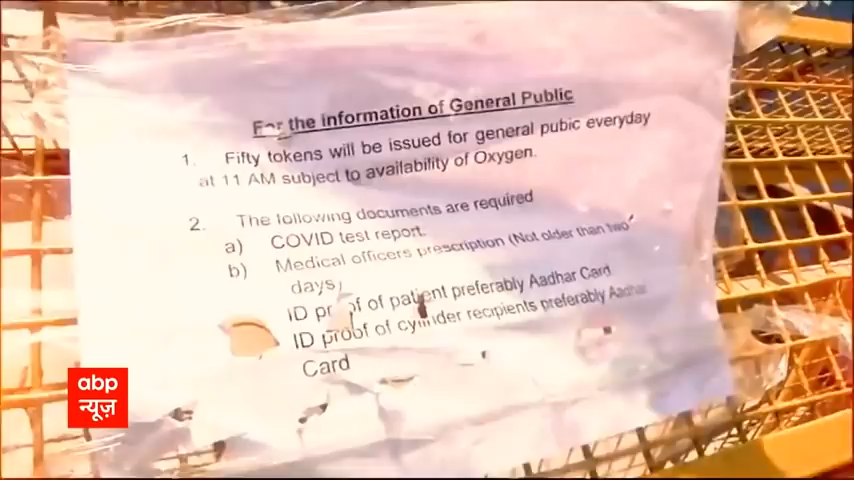 For the Information of General Public
1. Fifty tokens will be issued for general pubic everyday
at 11 AM subject to availability of Oxygen.
2. The following documents are required
a) COVID test report.
b) Medical officers prescription (Not older than two
days)
ID proof of patient preferably Aadhar Card
ID proof of cylinder recipients preferably Aadhar
Card
abp
न्यूज़